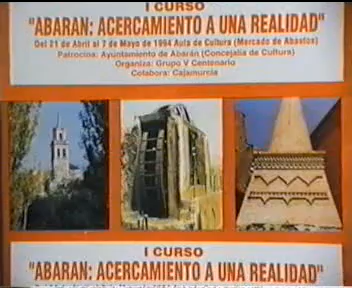 I CURSO
"ABARAN: ACERCAMIENTO A UNA REALIDAD"
Del 21 de Abril al 7 de Mayo de 1994 Aula de Cultura (Mercado de Abastos)
Patrocina: Ayuntamiento de Abarán (Concejalía de Cultura)
Organiza: Grupo V Centenario
Colabora: Cajamurcia
I CURSO
"ABARAN: ACERCAMIENTO A UNA REALIDAD"